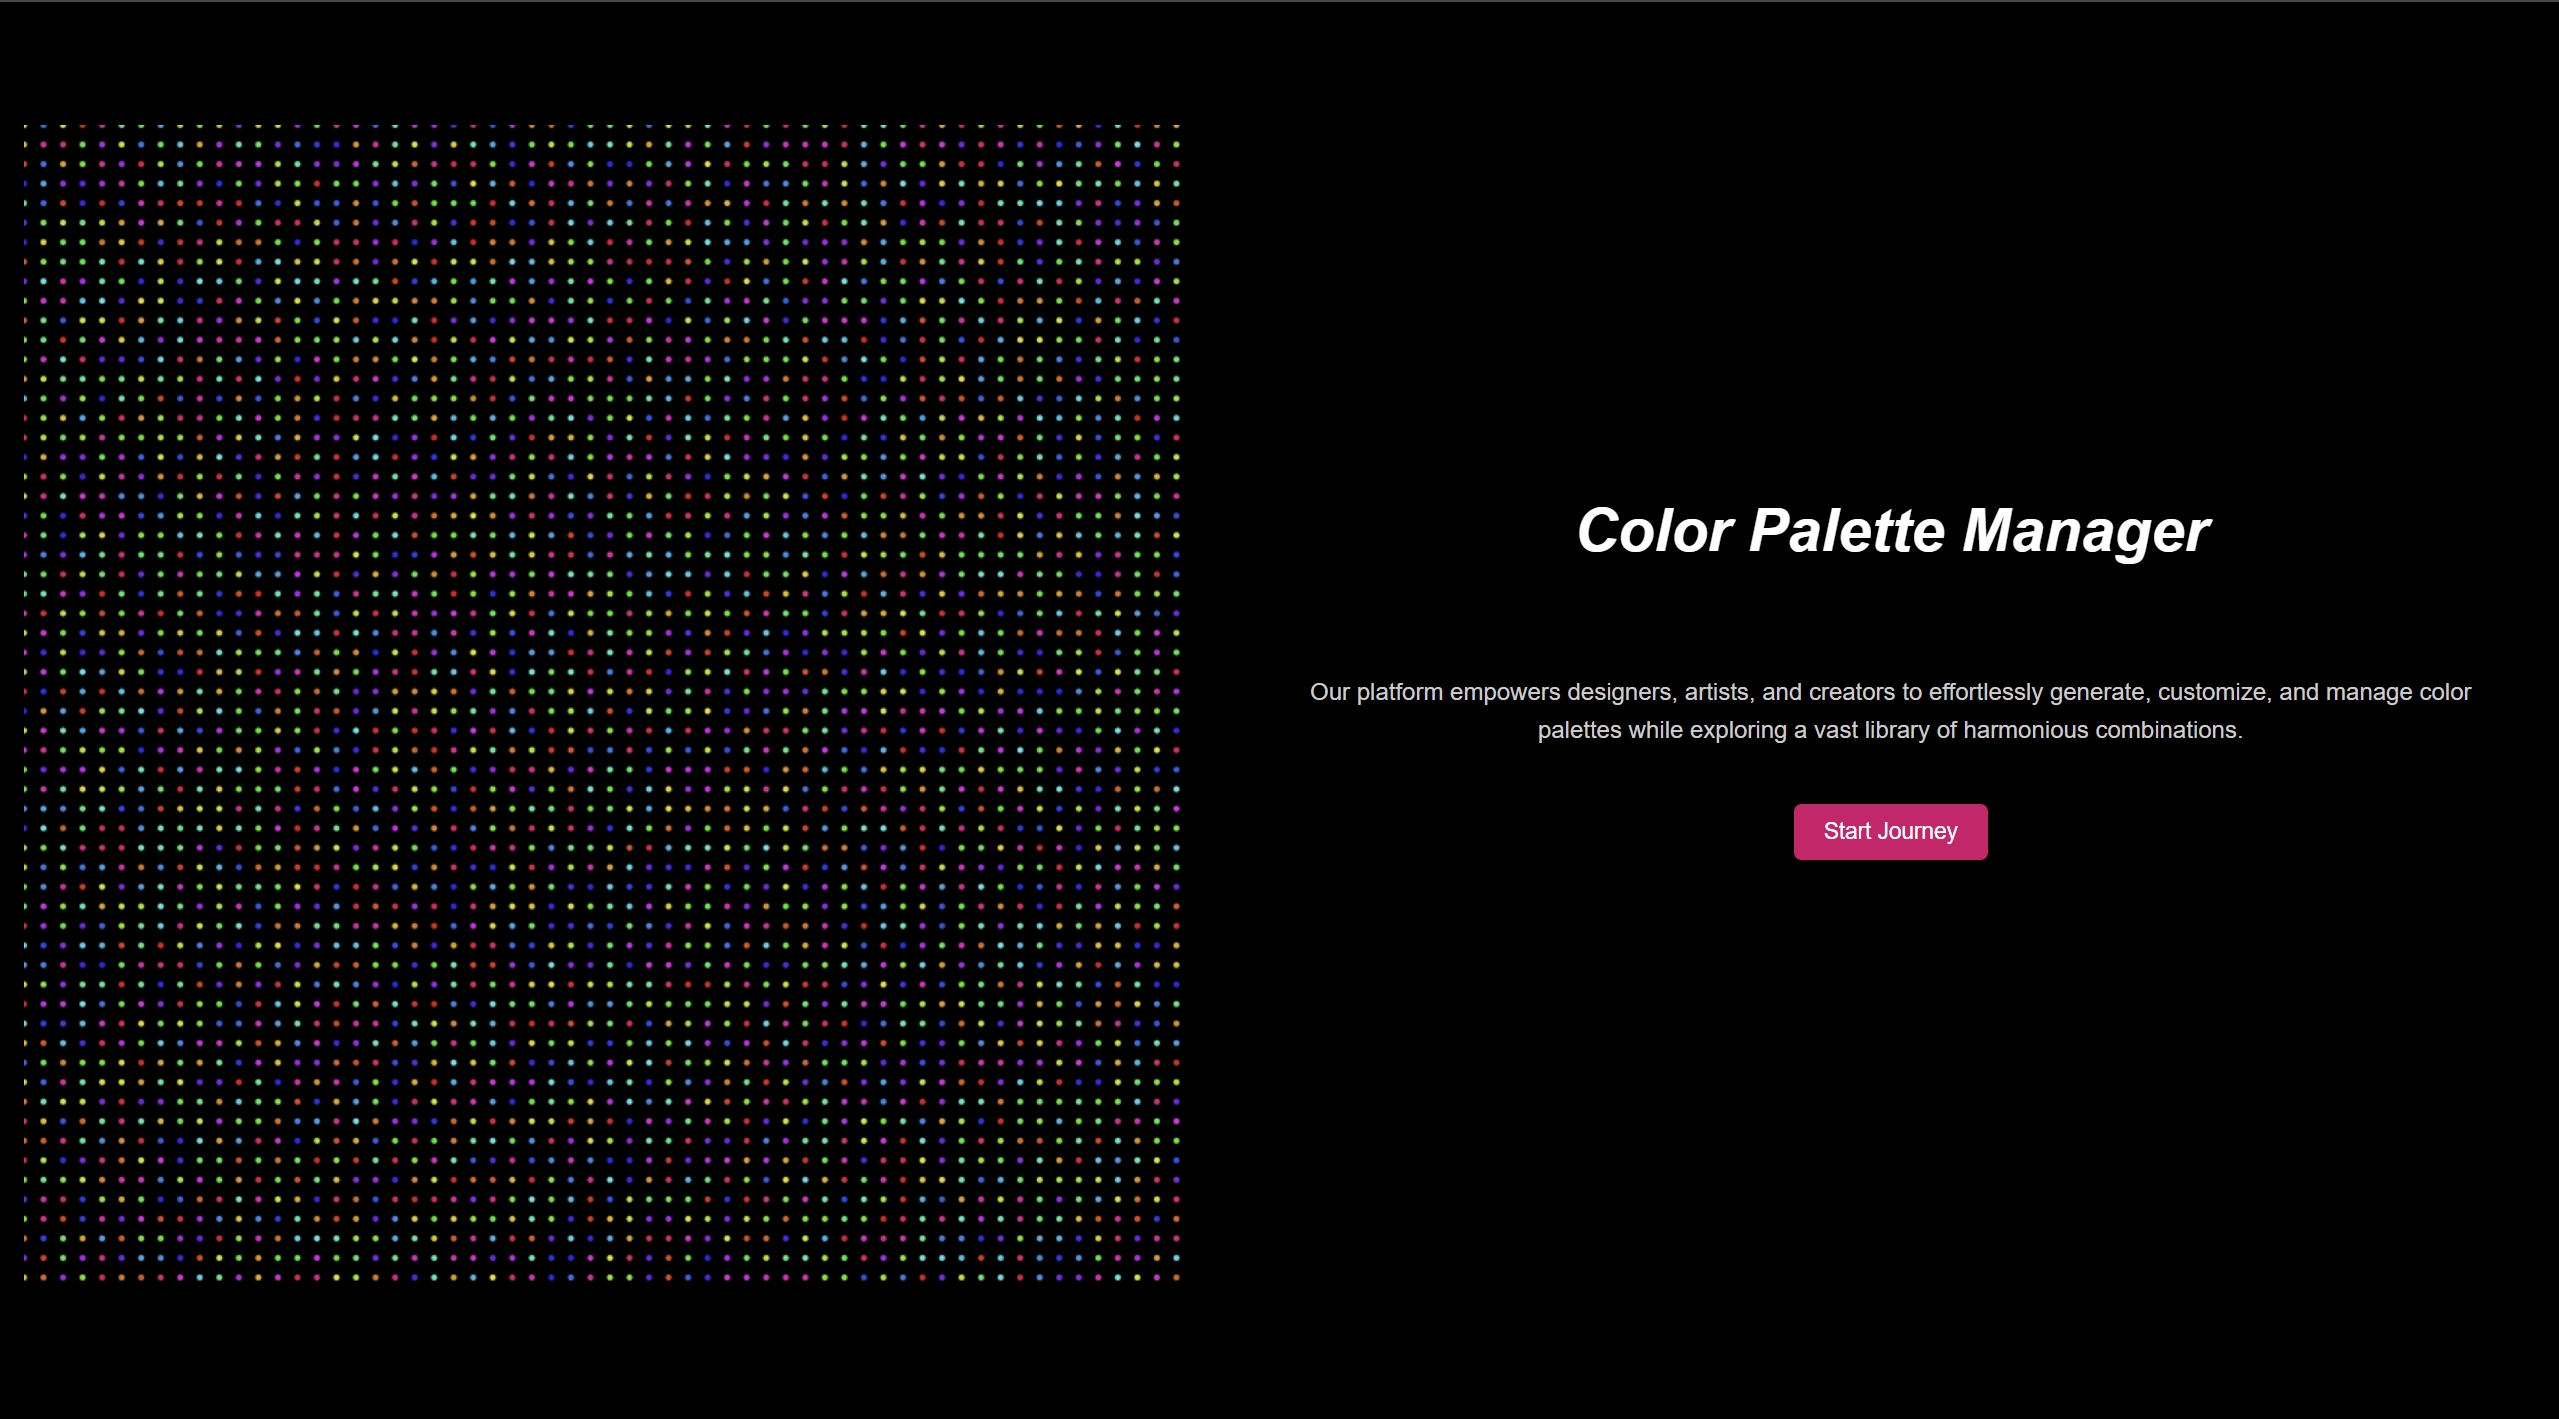 Color Palette Manager
Our platform empowers designers, artists, and creators to effortlessly generate, customize, and manage color
palettes while exploring a vast library of harmonious combinations.
Start Journey